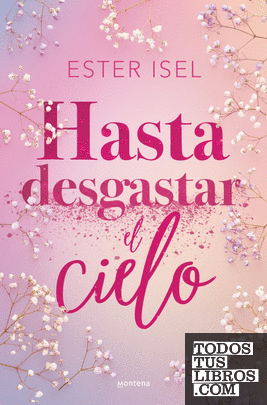 ESTER ISEL
Hasta
desgastar
el
cielo
Montena
TODOS
TUS
LIBROS
.COM